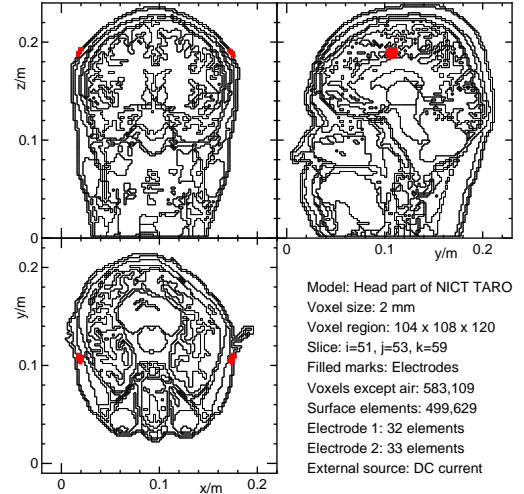 0.2
z/m
0.1
0
0
0.1
y/m
0.2
0.2
y/m
0.1
0
0
0.1
x/m
0.2
Model: Head part of NICT TARO
Voxel size: 2 mm
Voxel region: 104 x 108 x 120
Slice: i=51, j=53, k=59
Filled marks: Electrodes
Voxels except air: 583,109
Surface elements: 499,629
Electrode 1: 32 elements
Electrode 2: 33 elements
External source: DC current